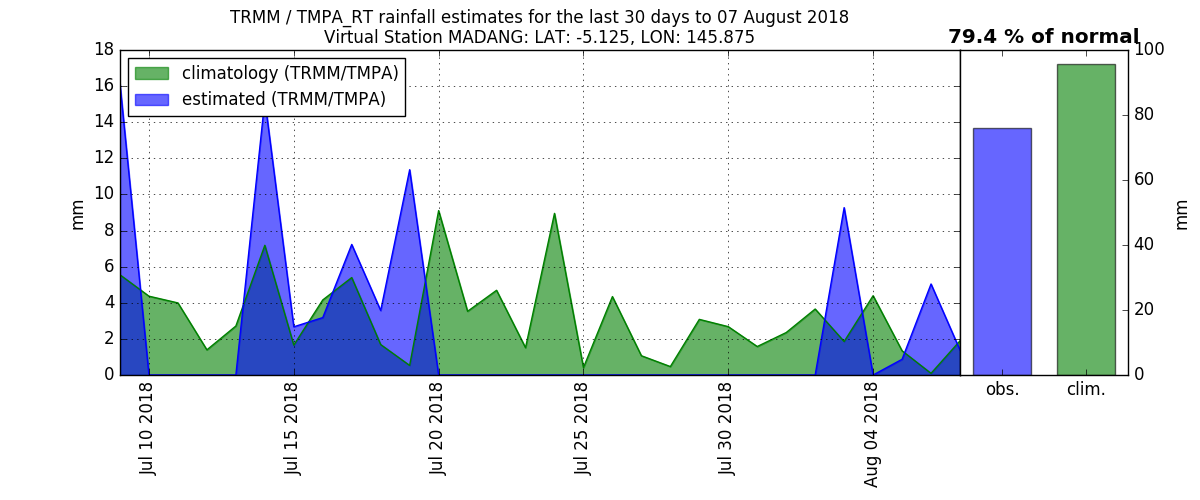 TRMM / TMPA_RT rainfall estimates for the last 30 days to 07 August 2018
Virtual Station MADANG: LAT: -5.125, LON: 145.875
79.4 % of normal
climatology (TRMM/TMPA)
estimated (TRMM/TMPA)
mm
18
16
14
12
10
8
6
4
2
0
Jul 10 2018
Jul 15 2018
Jul 20 2018
Jul 25 2018
Jul 30 2018
Aug 04 2018
obs.
clim.
100
80
60
40
20
0
mm